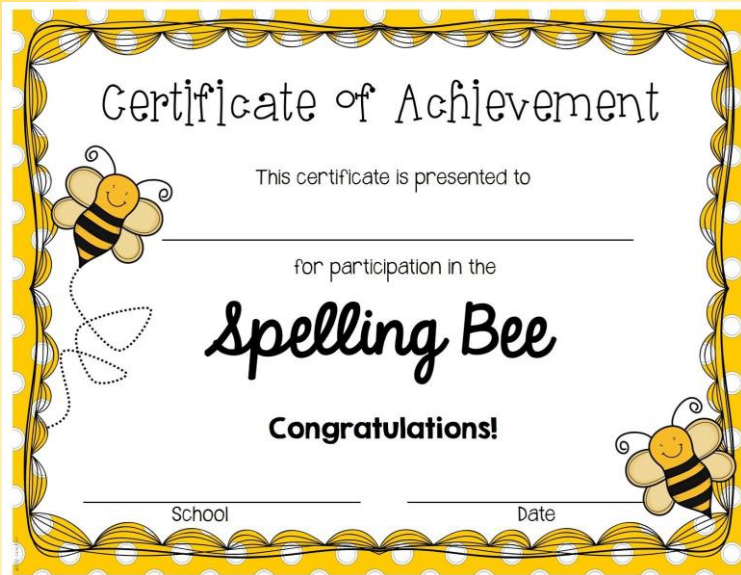 Certificate of Achievement
This certificate is presented to
for participation in the
Spelling Bee
Congratulations!
School Date